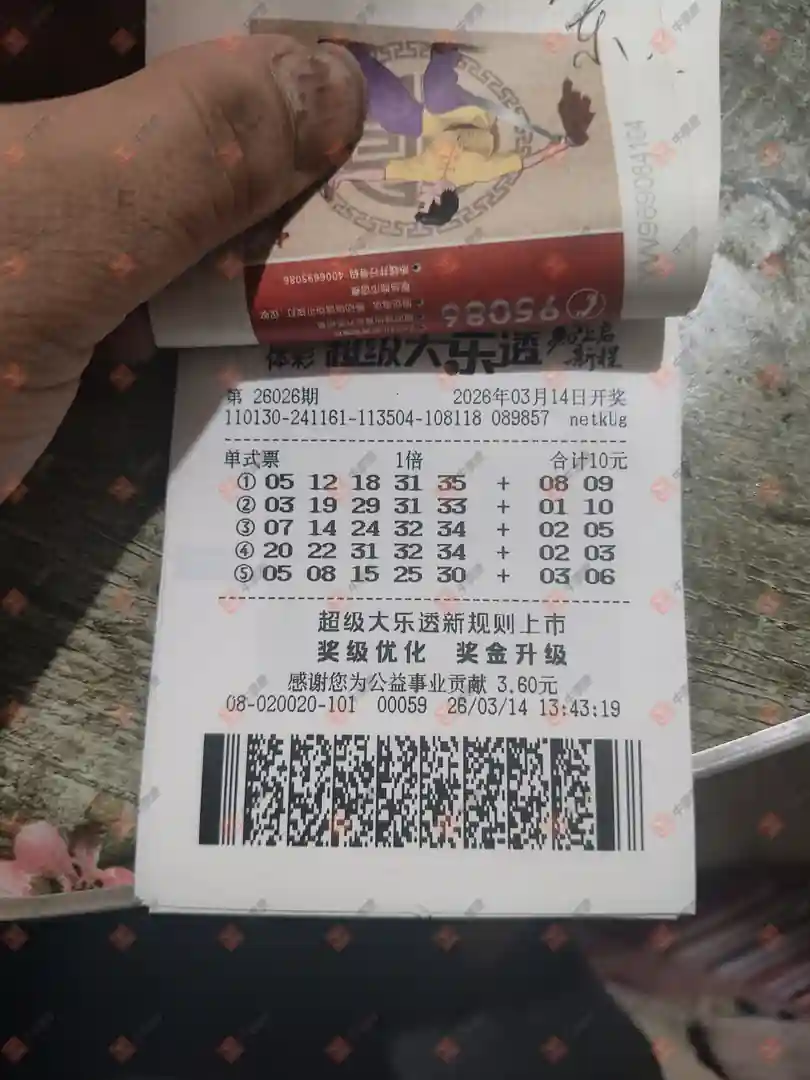 VV969084164
95086
体彩 超级大乐透
第 26026期 2026年03月14日开奖
110130-241161-113504-108118 089857 netkUg
单式票 1倍 合计10元
① 05 12 18 31 35 + 08 09
② 03 19 29 31 33 + 01 10
③ 07 14 24 32 34 + 02 05
④ 20 22 31 32 34 + 02 03
⑤ 05 08 15 25 30 + 03 06
超级大乐透新规则上市
奖级优化 奖金升级
感谢您为公益事业贡献 3.60元
08-020020-101 00059 26/03/14 13:43:19